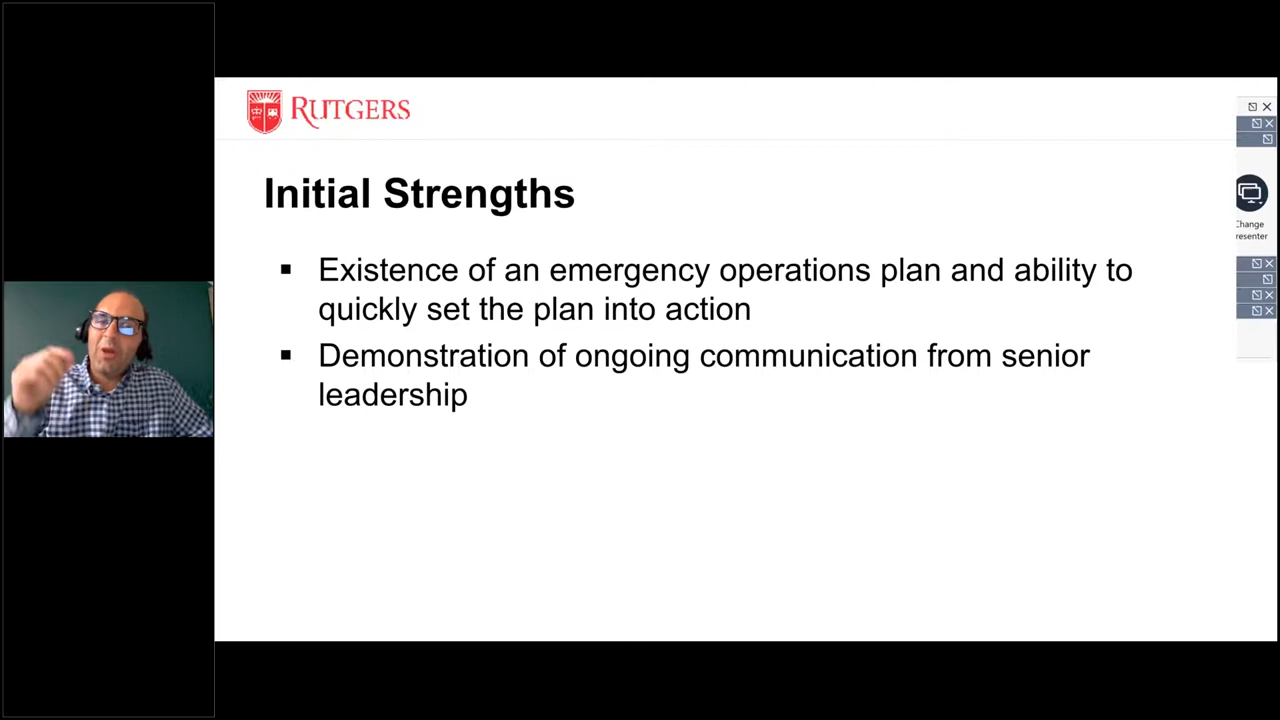 RUTGERS
Initial Strengths
▪ Existence of an emergency operations plan and ability to
quickly set the plan into action
▪ Demonstration of ongoing communication from senior
leadership
Change
resenter